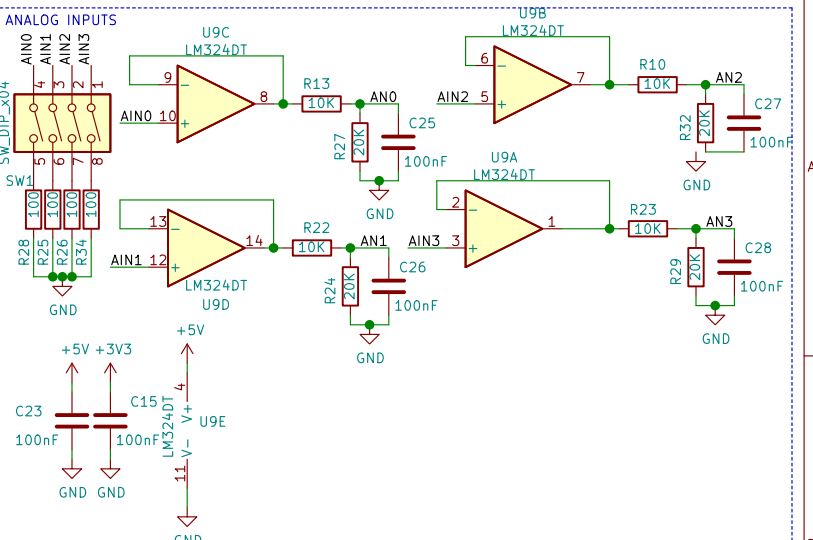 ANALOG INPUTS
AIN0
AIN1
AIN2
AIN3
4
3
2
1
SW_DIP_x04
5
6
7
8
SW1
100
100
100
100
R28
R25
R26
R34
GND
U9C
LM324DT
9
10
8
AIN0
R13
10K
AN0
R27
20K
C25
100nF
GND
U9B
LM324DT
6
5
7
AIN2
R10
10K
AN2
R32
20K
C27
100nF
GND
13
12
14
AIN1
LM324DT
U9D
R22
10K
AN1
R24
20K
C26
100nF
GND
U9A
LM324DT
2
3
1
AIN3
R23
10K
AN3
R29
20K
C28
100nF
GND
+5V
+3V3
C23
100nF
C15
100nF
GND
GND
+5V
4
V+
LM324DT
U9E
V-
11
GND
A